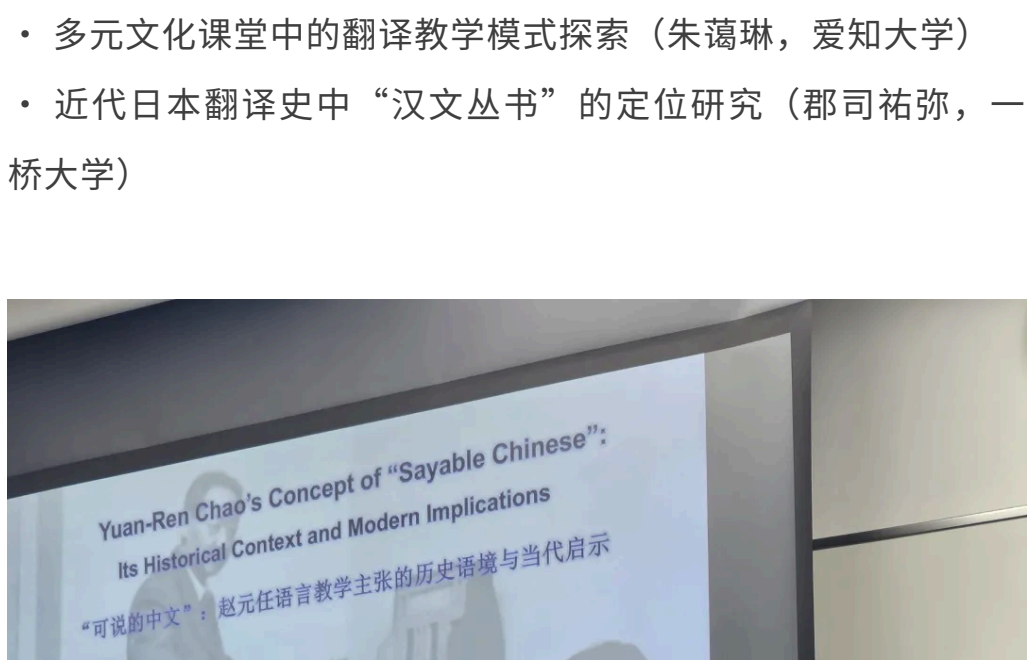 · 多元文化课堂中的翻译教学模式探索（朱蔼琳，爱知大学）
· 近代日本翻译史中“汉文丛书”的定位研究（郡司祐弥，一
桥大学）
Yuan-Ren Chao’s Concept of “Sayable Chinese”:
Its Historical Context and Modern Implications
“可说的中文”：赵元任语言教学主张的历史语境与当代启示